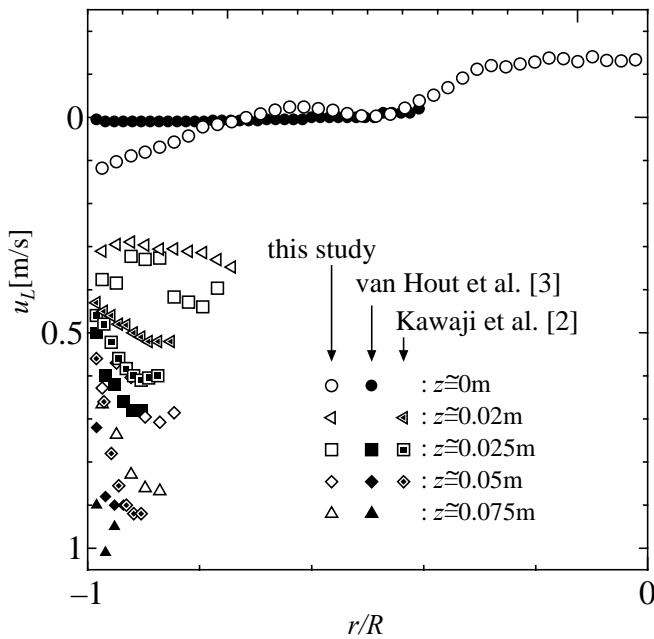 0
this study
van Hout et al. [3]
Kawaji et al. [2]
u_L[m/s]
0.5
: z≅0m
: z≅0.02m
: z≅0.025m
: z≅0.05m
: z≅0.075m
1
−1
0
r/R